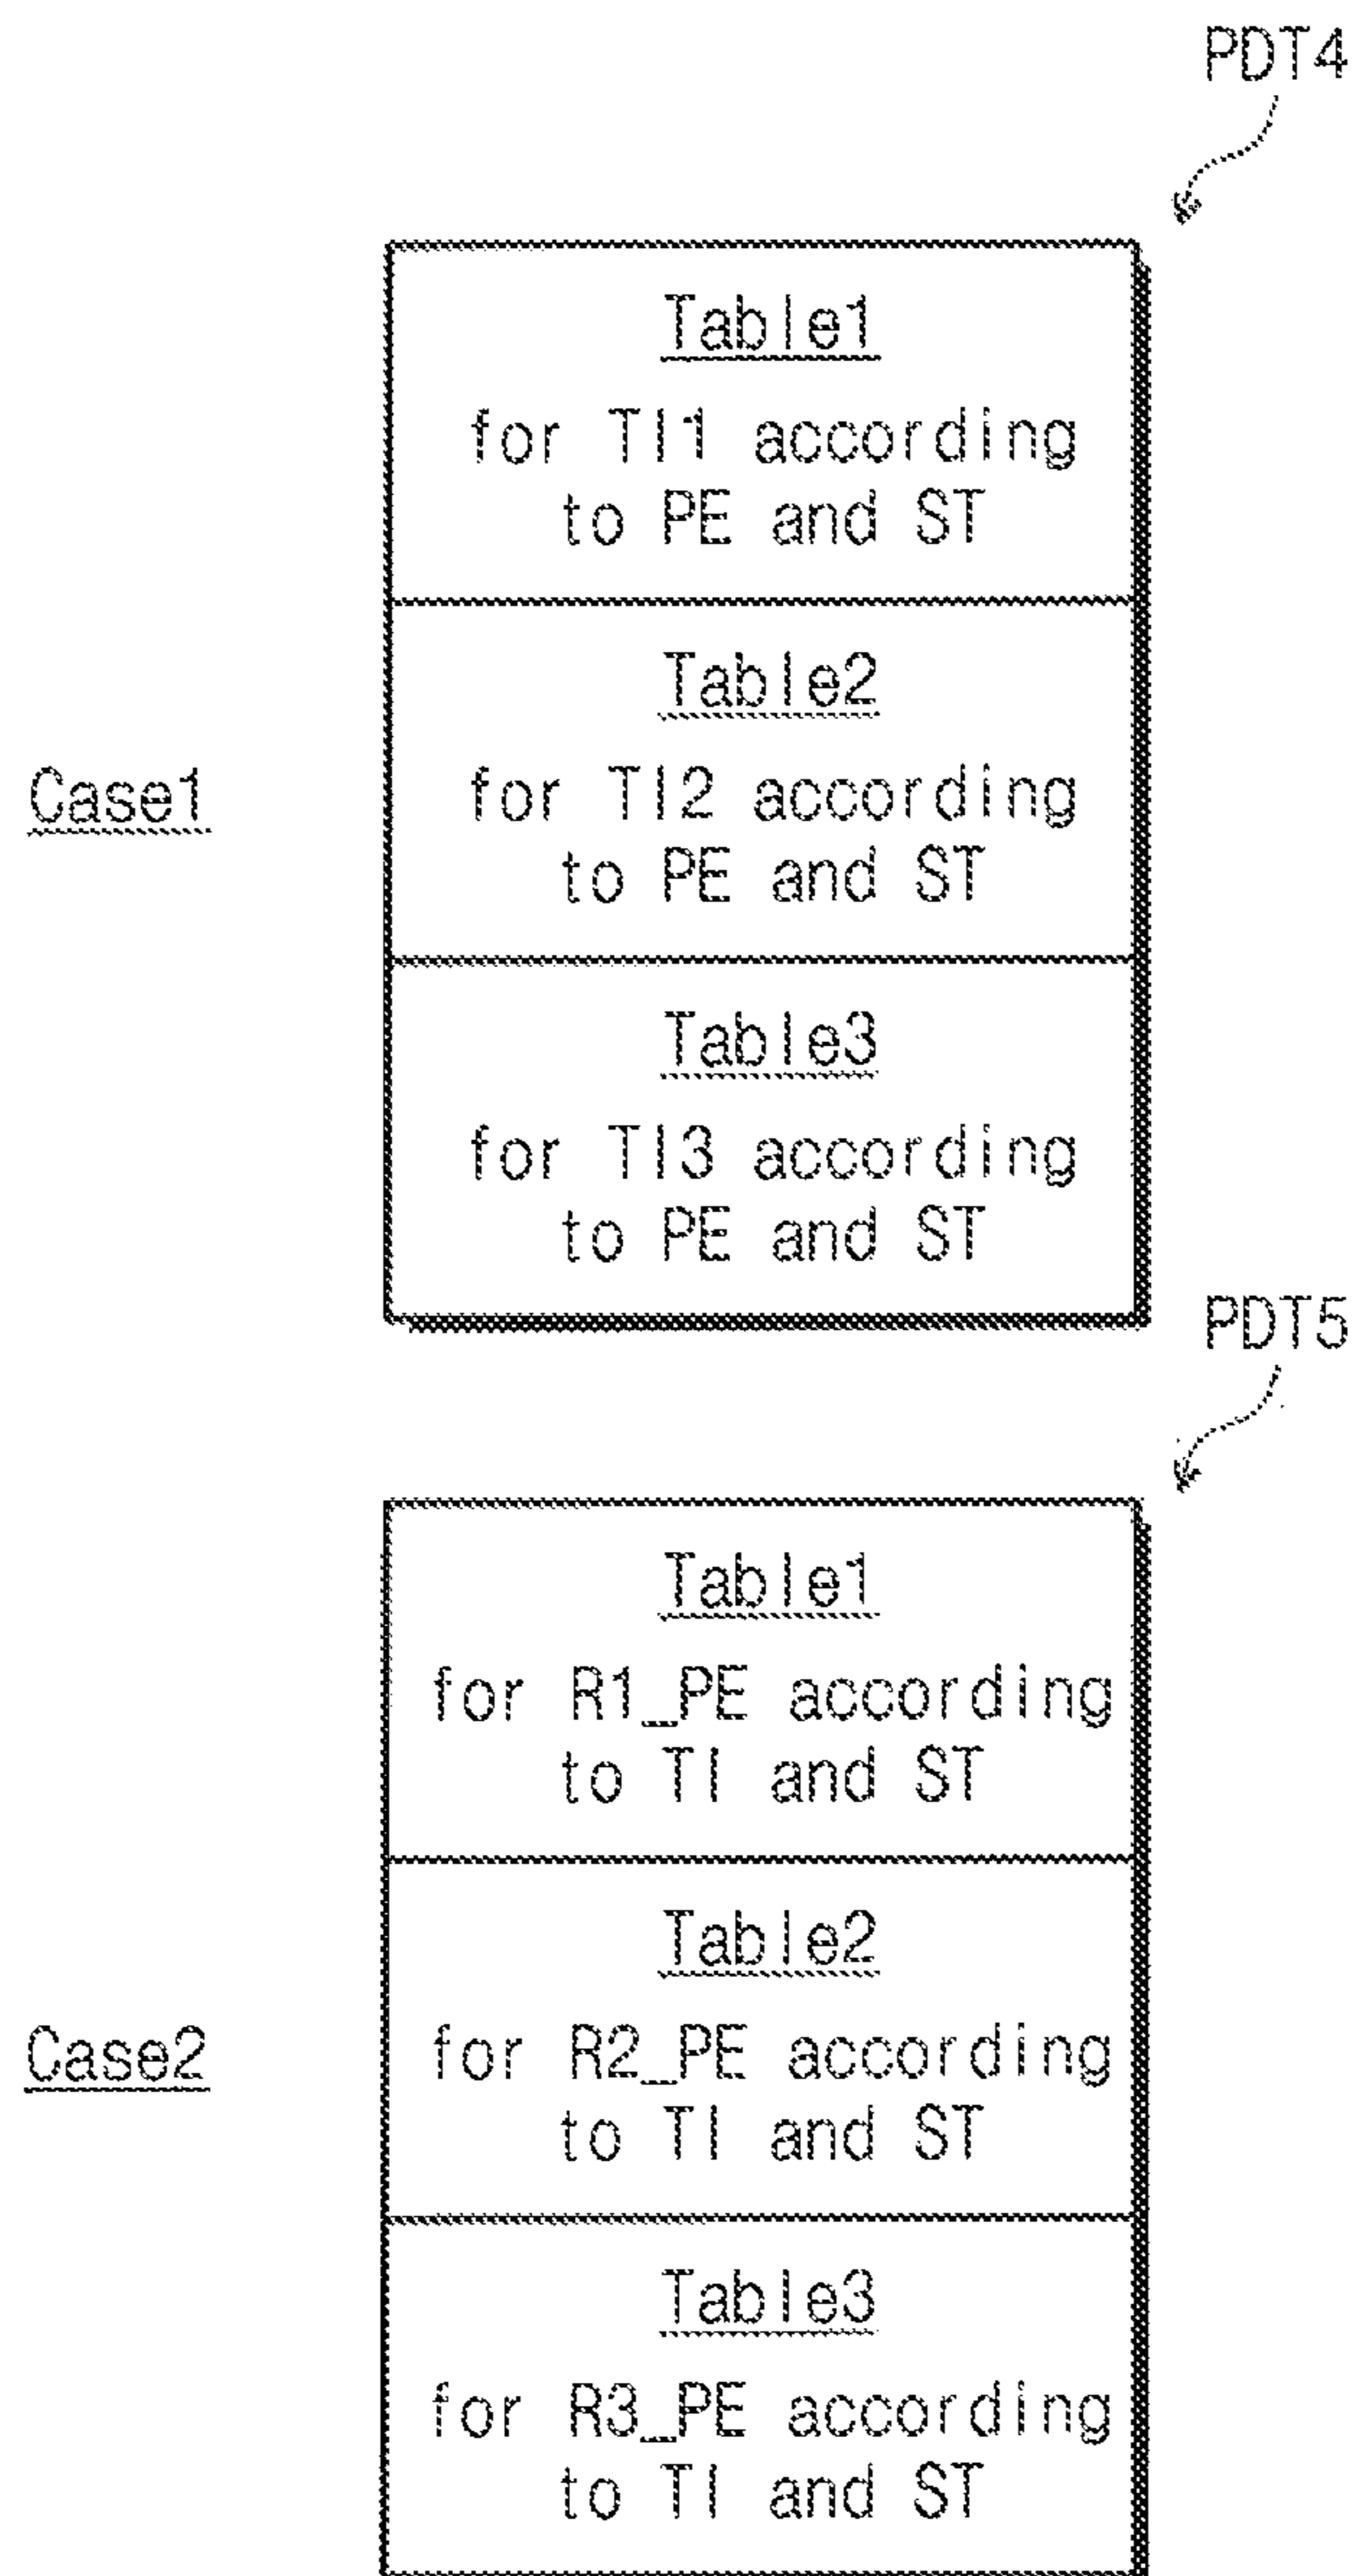 PDT4
Table1
for TI1 according
to PE and ST
Table2
Case1
for TI2 according
to PE and ST
Table3
for TI3 according
to PE and ST
PDT5
Table1
for R1_PE according
to TI and ST
Table2
Case2
for R2_PE according
to TI and ST
Table3
for R3_PE according
to TI and ST